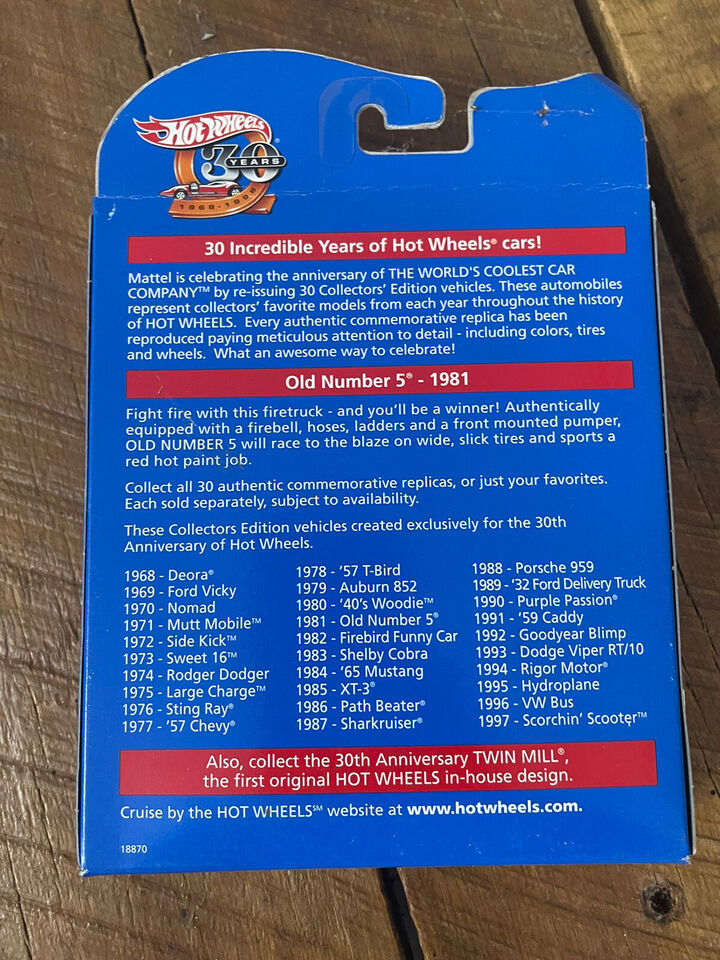 Hot Wheels®
30
YEARS
1968-1998
30 Incredible Years of Hot Wheels® cars!
Mattel is celebrating the anniversary of THE WORLD'S COOLEST CAR
COMPANY™ by re-issuing 30 Collectors' Edition vehicles. These automobiles
represent collectors' favorite models from each year throughout the history
of HOT WHEELS. Every authentic commemorative replica has been
reproduced paying meticulous attention to detail - including colors, tires
and wheels. What an awesome way to celebrate!
Old Number 5® - 1981
Fight fire with this firetruck - and you'll be a winner! Authentically
equipped with a firebell, hoses, ladders and a front mounted pumper,
OLD NUMBER 5 will race to the blaze on wide, slick tires and sports a
red hot paint job.
Collect all 30 authentic commemorative replicas, or just your favorites.
Each sold separately, subject to availability.
These Collectors Edition vehicles created exclusively for the 30th
Anniversary of Hot Wheels.
1968 - Deora®
1969 - Ford Vicky
1970 - Nomad
1971 - Mutt Mobile™
1972 - Side Kick™
1973 - Sweet 16™
1974 - Rodger Dodger
1975 - Large Charge™
1976 - Sting Ray®
1977 - '57 Chevy®
1978 - '57 T-Bird
1979 - Auburn 852
1980 - '40's Woodie™
1981 - Old Number 5®
1982 - Firebird Funny Car
1983 - Shelby Cobra
1984 - '65 Mustang
1985 - XT-3®
1986 - Path Beater®
1987 - Sharkruiser®
1988 - Porsche 959
1989 - '32 Ford Delivery Truck
1990 - Purple Passion®
1991 - '59 Caddy
1992 - Goodyear Blimp
1993 - Dodge Viper RT/10
1994 - Rigor Motor®
1995 - Hydroplane
1996 - VW Bus
1997 - Scorchin' Scooter™
Also, collect the 30th Anniversary TWIN MILL®,
the first original HOT WHEELS in-house design.
Cruise by the HOT WHEELS℠ website at www.hotwheels.com.
18870